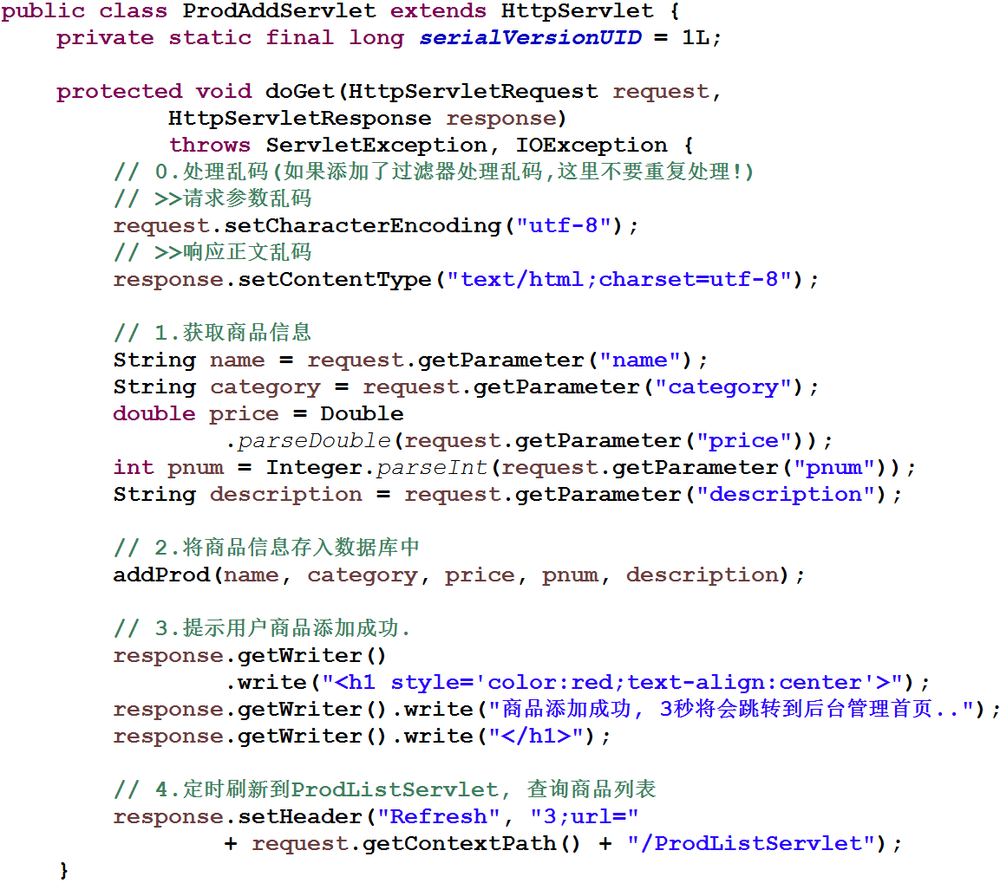 public class ProdAddServlet extends HttpServlet {
    private static final long serialVersionUID = 1L;

    protected void doGet(HttpServletRequest request,
            HttpServletResponse response)
            throws ServletException, IOException {
        // 0.处理乱码(如果添加了过滤器处理乱码,这里不要重复处理!)
        // >>请求参数乱码
        request.setCharacterEncoding("utf-8");
        // >>响应正文乱码
        response.setContentType("text/html;charset=utf-8");

        // 1.获取商品信息
        String name = request.getParameter("name");
        String category = request.getParameter("category");
        double price = Double
                .parseDouble(request.getParameter("price"));
        int pnum = Integer.parseInt(request.getParameter("pnum"));
        String description = request.getParameter("description");

        // 2.将商品信息存入数据库中
        addProd(name, category, price, pnum, description);

        // 3.提示用户商品添加成功.
        response.getWriter()
                .write("<h1 style='color:red;text-align:center'>");
        response.getWriter().write("商品添加成功, 3秒将会跳转到后台管理首页..");
        response.getWriter().write("</h1>");

        // 4.定时刷新到ProdListServlet, 查询商品列表
        response.setHeader("Refresh", "3;url="
                + request.getContextPath() + "/ProdListServlet");
    }